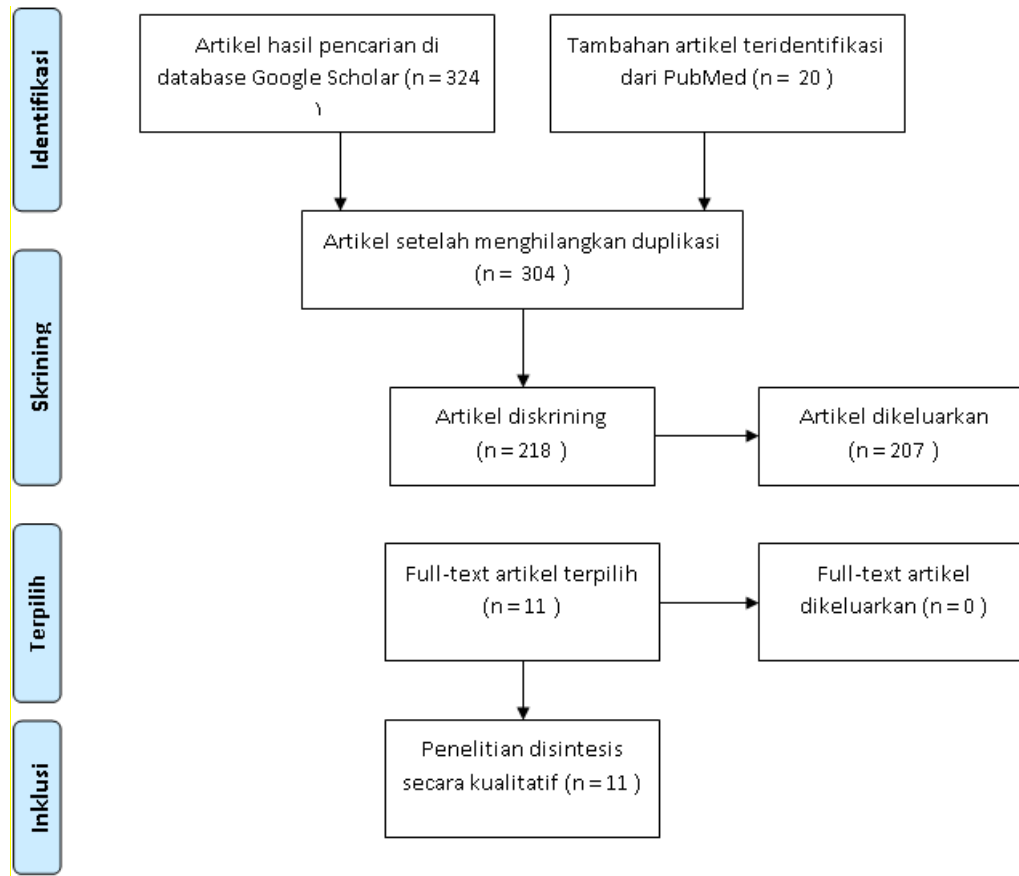 Identifikasi
Artikel hasil pencarian di
database Google Scholar (n = 324
)
Tambahan artikel teridentifikasi
dari PubMed (n = 20 )
Skrining
Artikel setelah menghilangkan duplikasi
(n = 304 )
Artikel diskrining
(n = 218 )
Artikel dikeluarkan
(n = 207 )
Terpilih
Full-text artikel terpilih
(n = 11 )
Full-text artikel
dikeluarkan (n = 0 )
Inklusi
Penelitian disintesis
secara kualitatif (n = 11 )